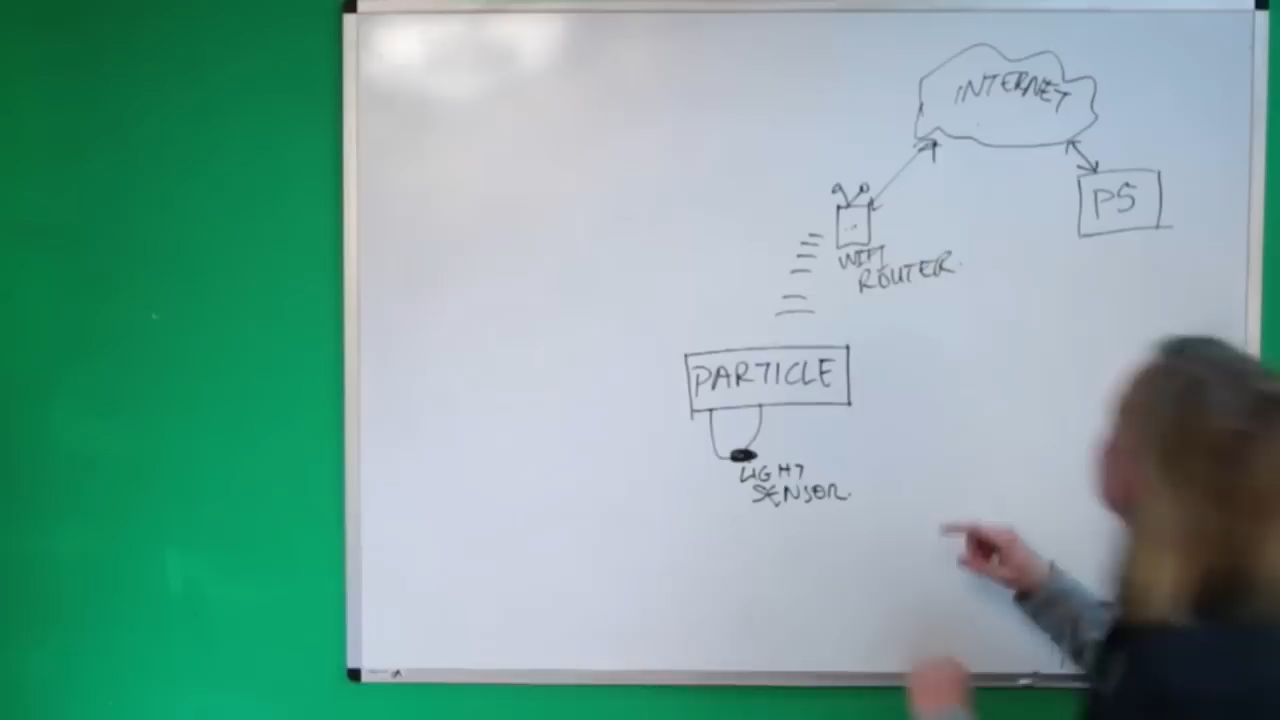 INTERNET
PS
WIFI
ROUTER.
PARTICLE
LIGHT
SENSOR.